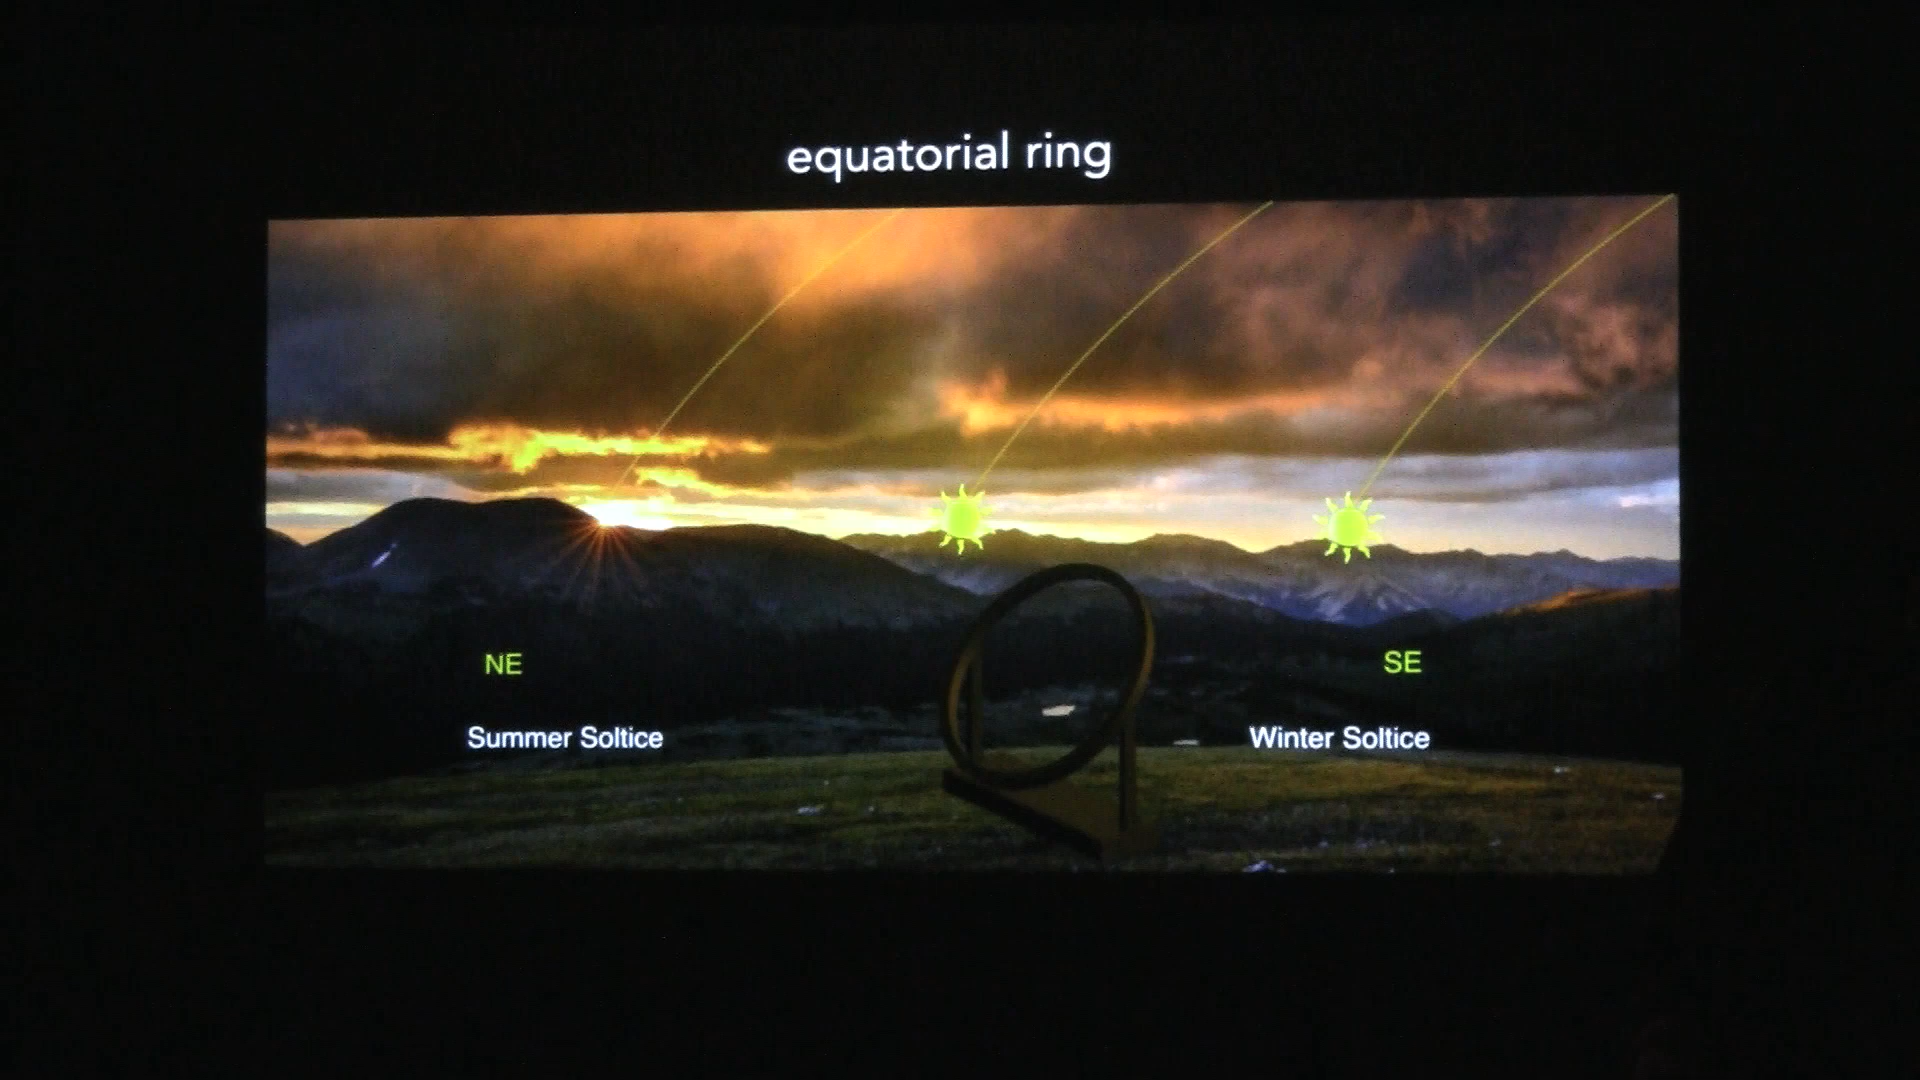 equatorial ring
NE
SE
Summer Soltice
Winter Soltice